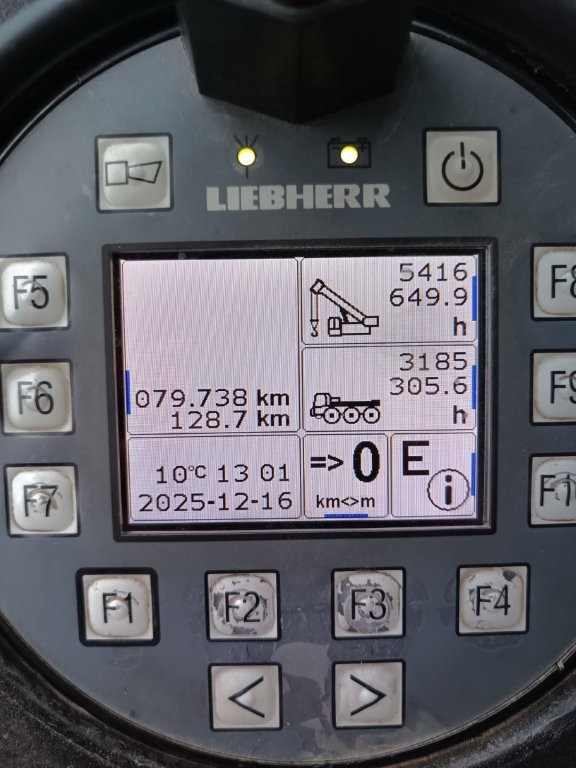 LIEBHERR
F5
F6
F7
F8
F9
5416
649.9
h
3185
305.6
h
079.738 km
128.7 km
10°C 13 01
2025-12-16
=> 0
km<>m
E
i
F1
F2
F3
F4
<
>